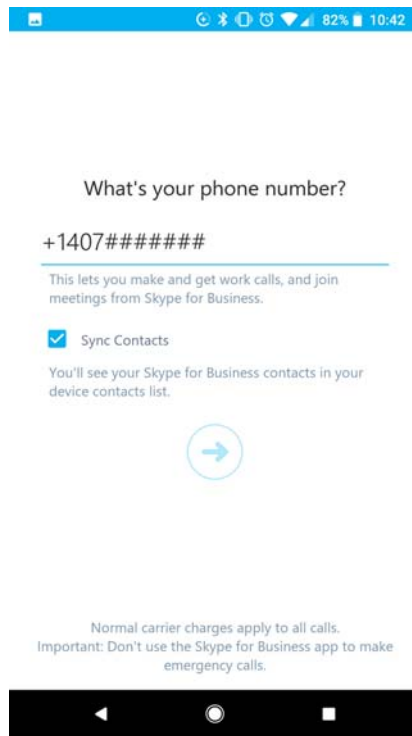 82% 10:42
What's your phone number?
+1407#######
This lets you make and get work calls, and join
meetings from Skype for Business.
Sync Contacts
You'll see your Skype for Business contacts in your
device contacts list.
Normal carrier charges apply to all calls.
Important: Don't use the Skype for Business app to make
emergency calls.